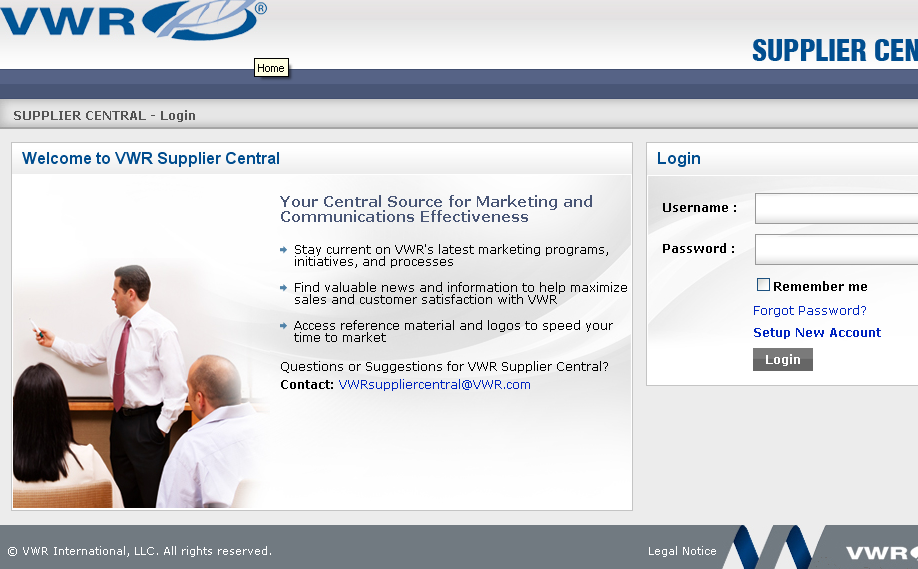 VWR
Home
SUPPLIER CEN
SUPPLIER CENTRAL - Login
Welcome to VWR Supplier Central
Your Central Source for Marketing and
Communications Effectiveness
Stay current on VWR's latest marketing programs,
initiatives, and processes
Find valuable news and information to help maximize
sales and customer satisfaction with VWR
Access reference material and logos to speed your
time to market
Questions or Suggestions for VWR Supplier Central?
Contact: VWRsuppliercentral@VWR.com
Login
Username :
Password :
Remember me
Forgot Password?
Setup New Account
Login
© VWR International, LLC. All rights reserved.
Legal Notice
VWR